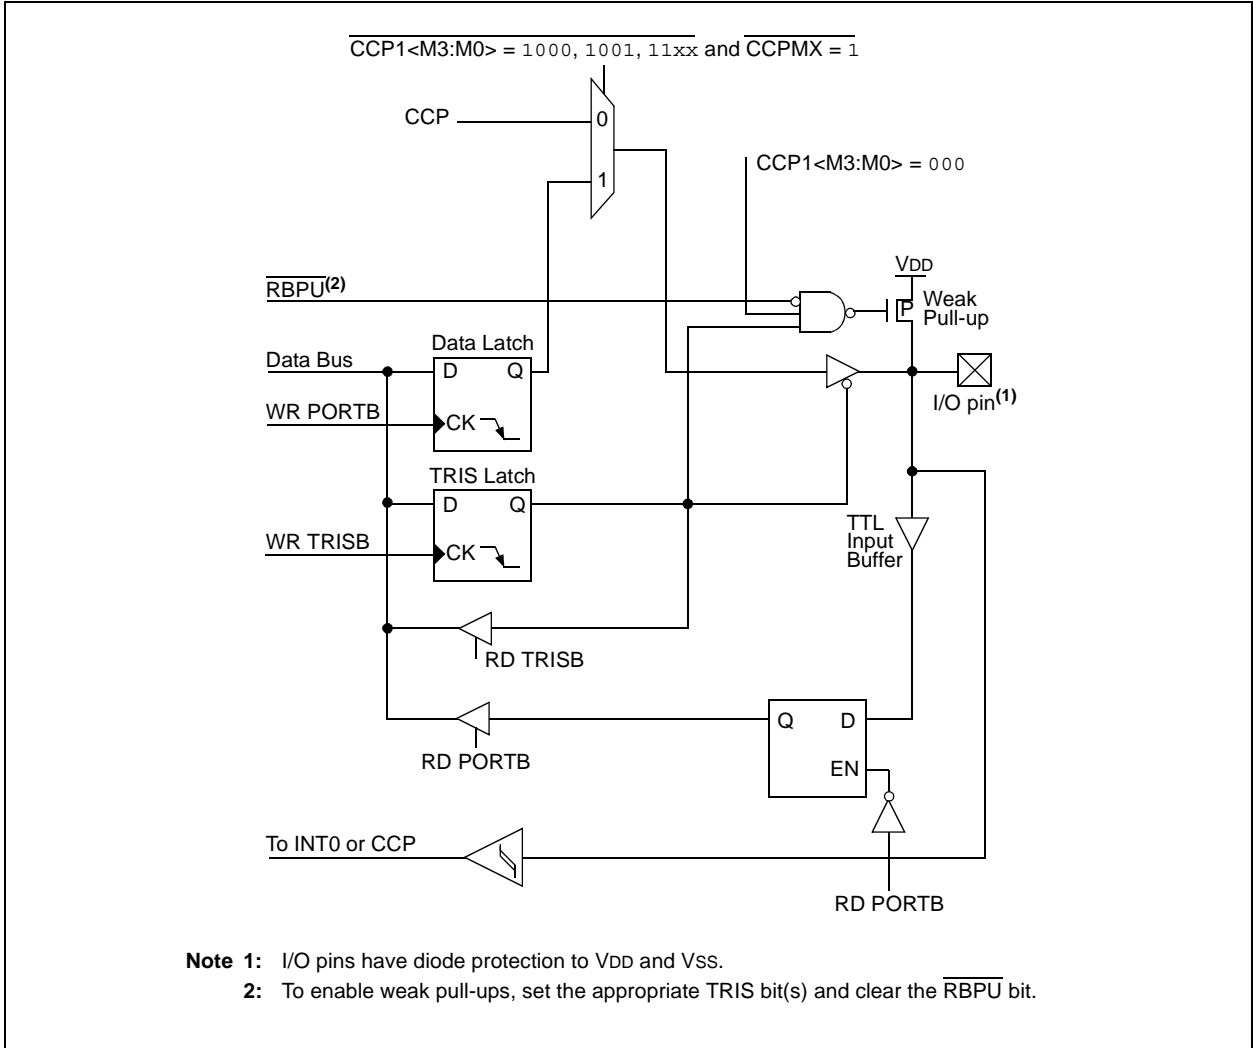 CCP1<M3:M0> = 1000, 1001, 11xx and CCPMX = 1
CCP
0
1
CCP1<M3:M0> = 000
RBPU(2)
VDD
P
Weak
Pull-up
Data Bus
Data Latch
D
Q
WR PORTB
CK
I/O pin(1)
TRIS Latch
D
Q
WR TRISB
CK
TTL
Input
Buffer
RD TRISB
Q
D
EN
RD PORTB
To INT0 or CCP
RD PORTB
Note 1: I/O pins have diode protection to VDD and VSS.
2: To enable weak pull-ups, set the appropriate TRIS bit(s) and clear the RBPU bit.